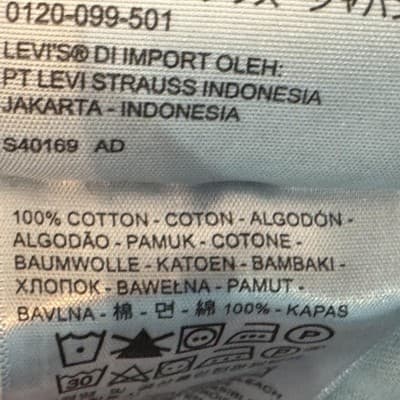 0120-099-501
LEVI'S® DI IMPORT OLEH:
PT LEVI STRAUSS INDONESIA
JAKARTA - INDONESIA
S40169 AD
100% COTTON - COTON - ALGODÓN -
ALGODÃO - PAMUK - COTONE -
BAUMWOLLE - KATOEN - BAMBAKI -
ХЛОПОК - BAWEŁNA - PAMUT -
BAVLNA - 棉 - 면 - 綿 100% - KAPAS
P
30